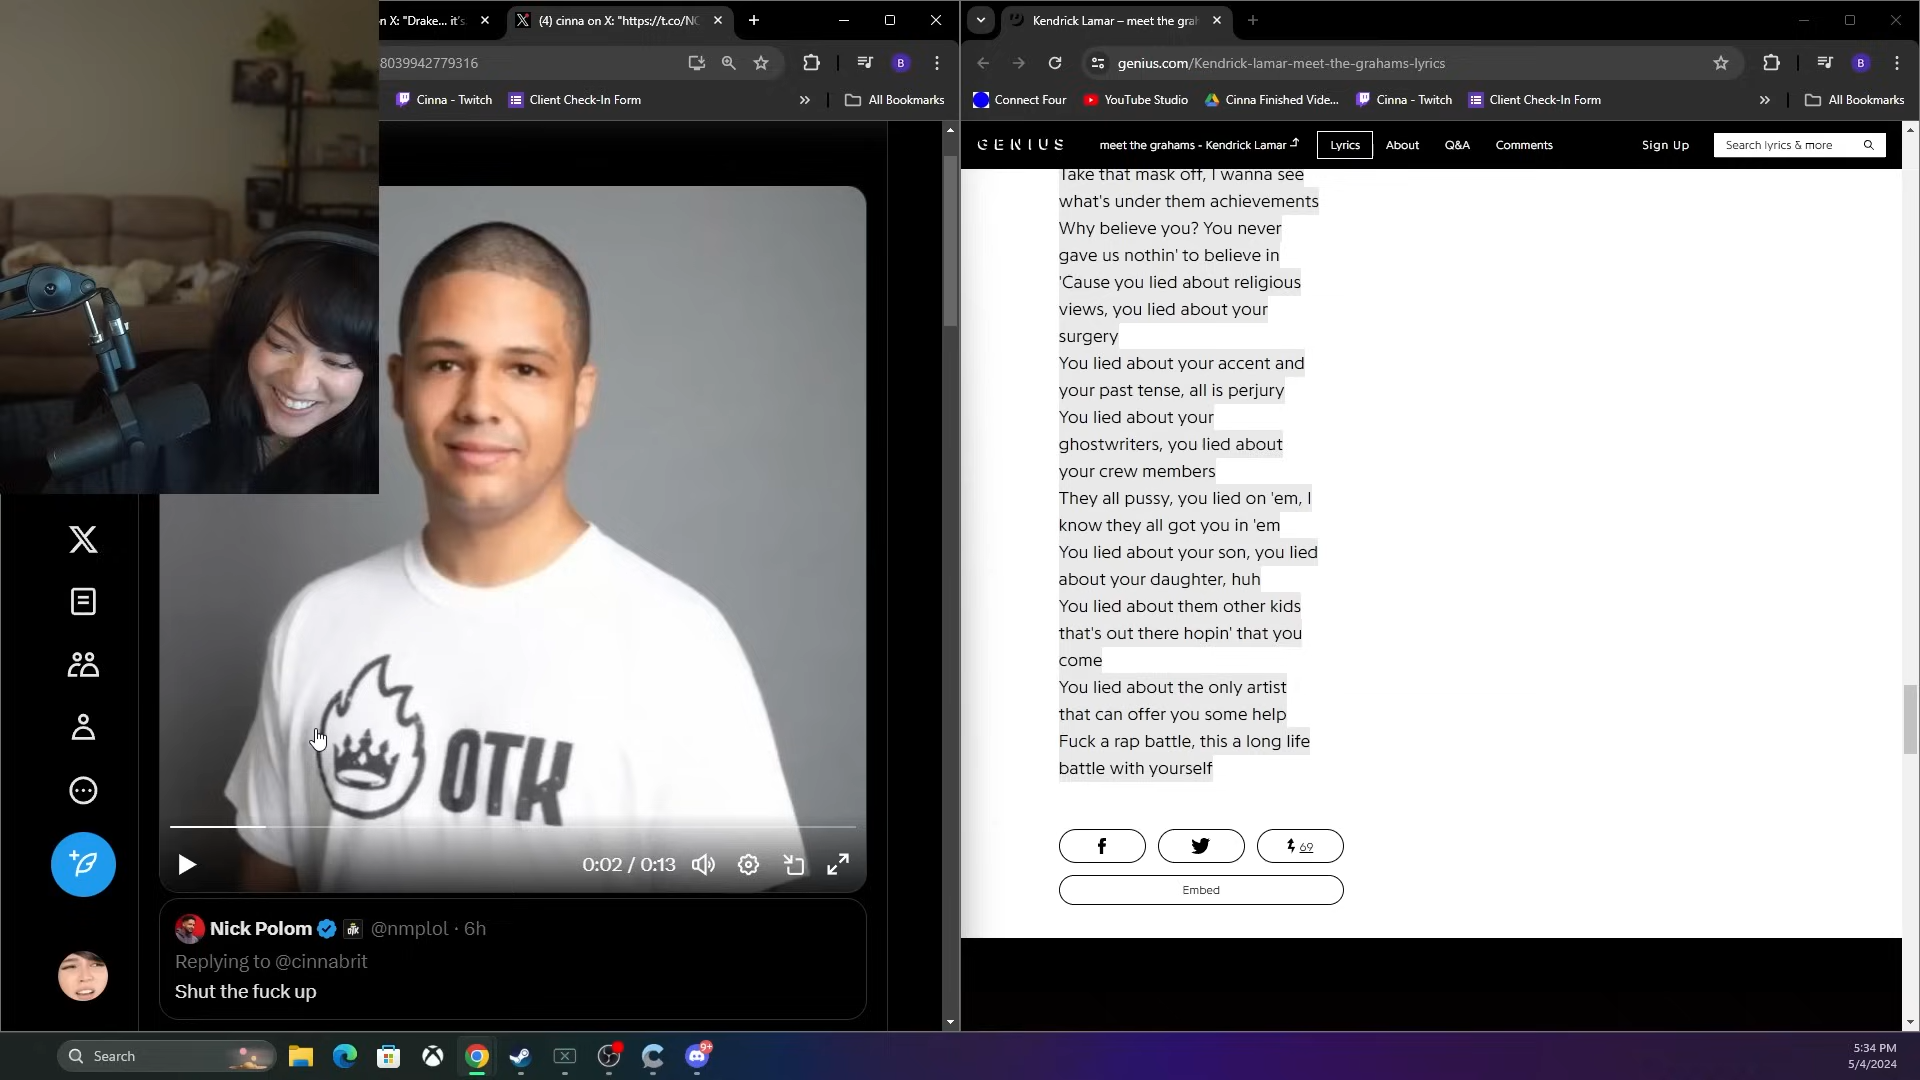 n X: "Drake... it's
(4) cinna on X: "https://t.co/N
8039942779316
B
Cinna - Twitch
Client Check-In Form
All Bookmarks
OTK
0:02 / 0:13
Nick Polom @nmplol · 6h
Replying to @cinnabrit
Shut the fuck up
Kendrick Lamar – meet the gra
genius.com/Kendrick-lamar-meet-the-grahams-lyrics
B
Connect Four
YouTube Studio
Cinna Finished Vide...
Cinna - Twitch
Client Check-In Form
All Bookmarks
GENIUS
meet the grahams - Kendrick Lamar
Lyrics
About
Q&A
Comments
Sign Up
Search lyrics & more
Take that mask off, I wanna see
what's under them achievements
Why believe you? You never
gave us nothin' to believe in
'Cause you lied about religious
views, you lied about your
surgery
You lied about your accent and
your past tense, all is perjury
You lied about your
ghostwriters, you lied about
your crew members
They all pussy, you lied on 'em, I
know they all got you in 'em
You lied about your son, you lied
about your daughter, huh
You lied about them other kids
that's out there hopin' that you
come
You lied about the only artist
that can offer you some help
Fuck a rap battle, this a long life
battle with yourself
69
Embed
Search
9+
5:34 PM
5/4/2024